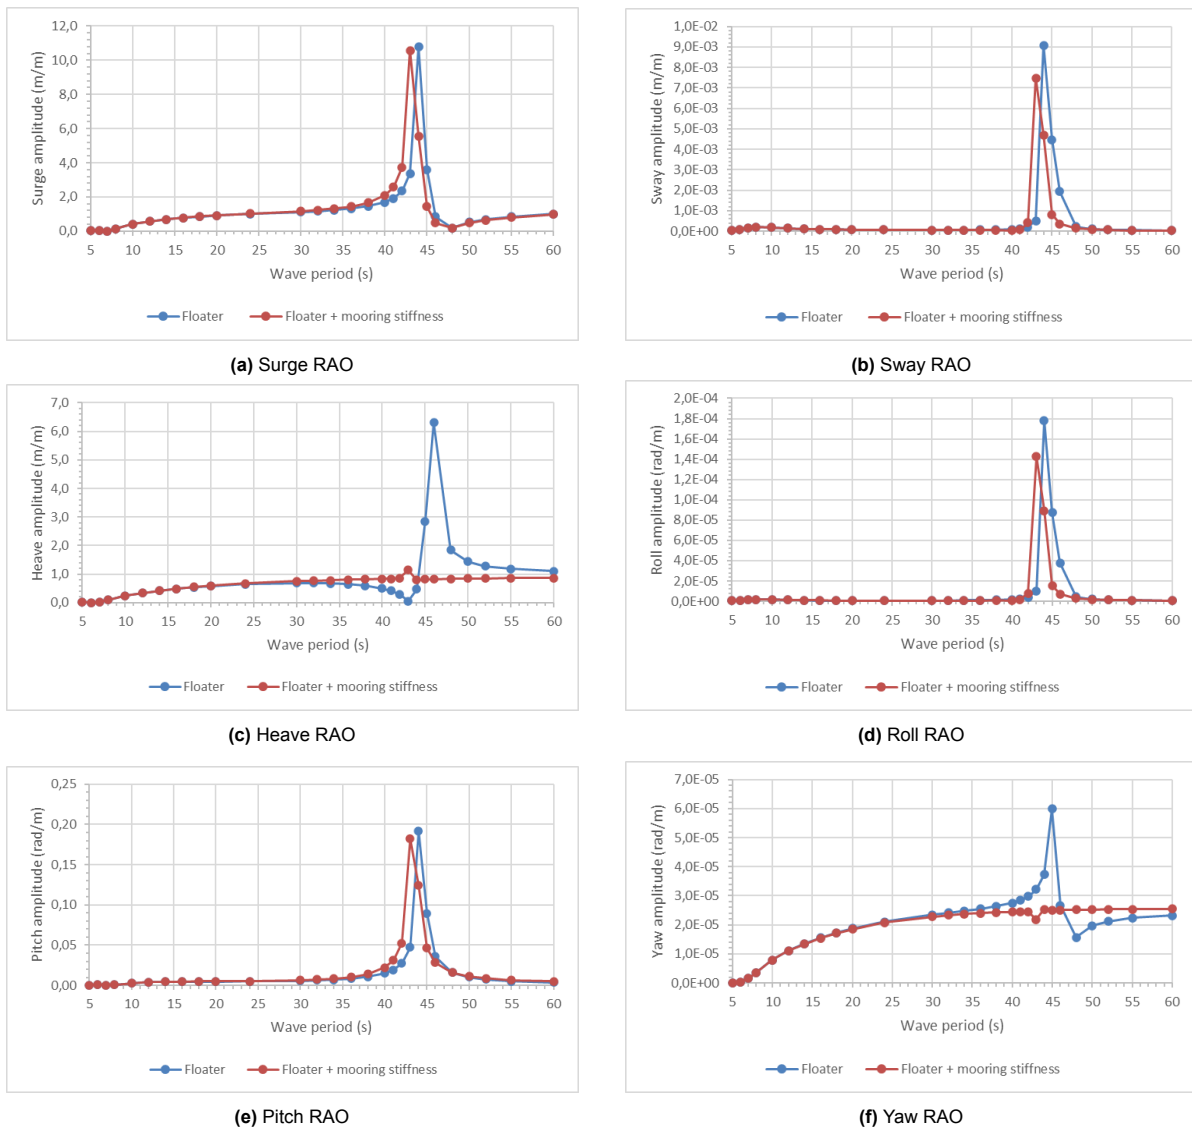 12,0
10,0
8,0
6,0
4,0
2,0
0,0
Surge amplitude (m/m)
5 10 15 20 25 30 35 40 45 50 55 60
Wave period (s)
Floater Floater + mooring stiffness
(a) Surge RAO
1,0E-02
9,0E-03
8,0E-03
7,0E-03
6,0E-03
5,0E-03
4,0E-03
3,0E-03
2,0E-03
1,0E-03
0,0E+00
Sway amplitude (m/m)
5 10 15 20 25 30 35 40 45 50 55 60
Wave period (s)
Floater Floater + mooring stiffness
(b) Sway RAO
7,0
6,0
5,0
4,0
3,0
2,0
1,0
0,0
Heave amplitude (m/m)
5 10 15 20 25 30 35 40 45 50 55 60
Wave period (s)
Floater Floater + mooring stiffness
(c) Heave RAO
2,0E-04
1,8E-04
1,6E-04
1,4E-04
1,2E-04
1,0E-04
8,0E-05
6,0E-05
4,0E-05
2,0E-05
0,0E+00
Roll amplitude (rad/m)
5 10 15 20 25 30 35 40 45 50 55 60
Wave period (s)
Floater Floater + mooring stiffness
(d) Roll RAO
0,25
0,20
0,15
0,10
0,05
0,00
Pitch amplitude (rad/m)
5 10 15 20 25 30 35 40 45 50 55 60
Wave period (s)
Floater Floater + mooring stiffness
(e) Pitch RAO
7,0E-05
6,0E-05
5,0E-05
4,0E-05
3,0E-05
2,0E-05
1,0E-05
0,0E+00
Yaw amplitude (rad/m)
5 10 15 20 25 30 35 40 45 50 55 60
Wave period (s)
Floater Floater + mooring stiffness
(f) Yaw RAO